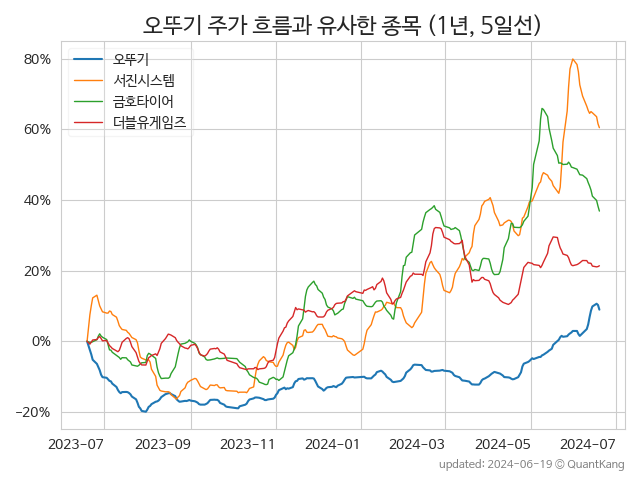 오뚜기 주가 흐름과 유사한 종목 (1년, 5일선)
오뚜기
서진시스템
금호타이어
더블유게임즈
80%
60%
40%
20%
0%
−20%
2023-07
2023-09
2023-11
2024-01
2024-03
2024-05
2024-07
updated: 2024-06-19 © QuantKang